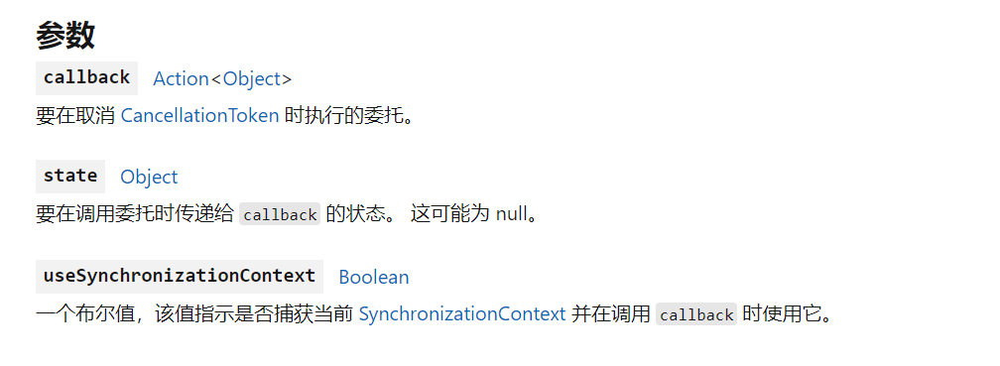 参数
callback Action<Object>
要在取消 CancellationToken 时执行的委托。
state Object
要在调用委托时传递给 callback 的状态。 这可能为 null。
useSynchronizationContext Boolean
一个布尔值，该值指示是否捕获当前 SynchronizationContext 并在调用 callback 时使用它。